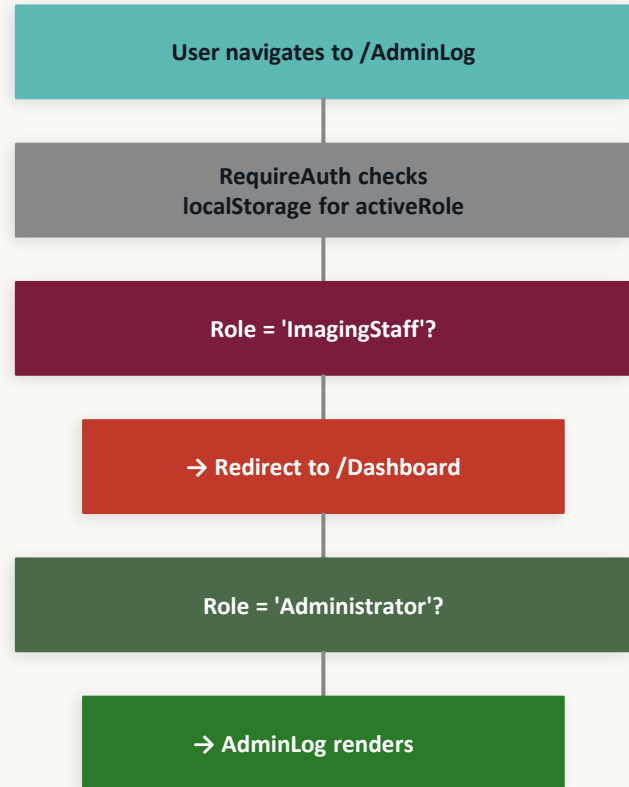 User navigates to /AdminLog
RequireAuth checks
localStorage for activeRole
Role = 'ImagingStaff'?
→ Redirect to /Dashboard
Role = 'Administrator'?
→ AdminLog renders